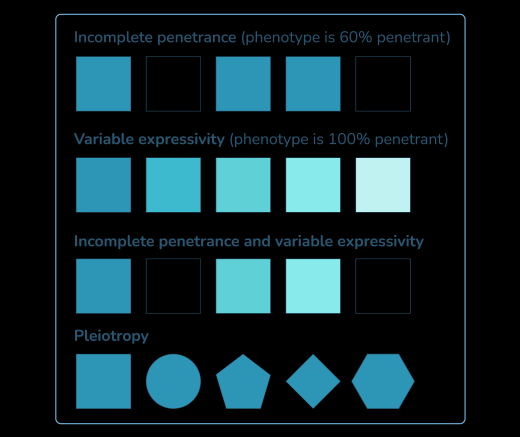 Incomplete penetrance (phenotype is 60% penetrant)
Variable expressivity (phenotype is 100% penetrant)
Incomplete penetrance and variable expressivity
Pleiotropy